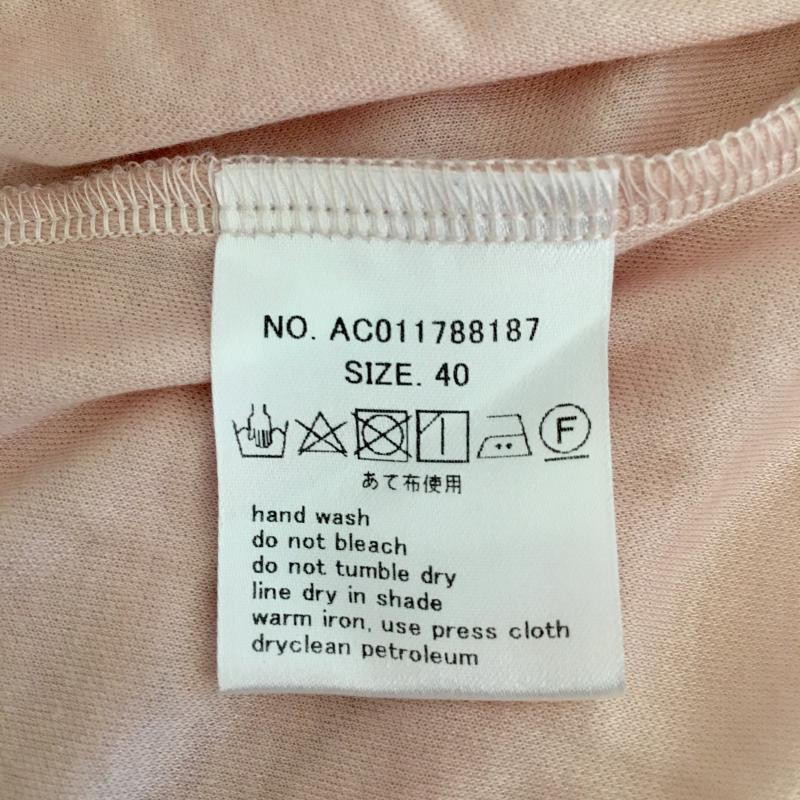 NO. AC011788187
SIZE. 40
F
あて布使用
hand wash
do not bleach
do not tumble dry
line dry in shade
warm iron, use press cloth
dryclean petroleum